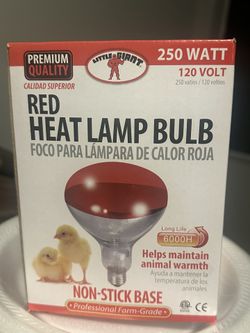 PREMIUM
QUALITY
CALIDAD SUPERIOR
LITTLE GIANT
250 WATT
120 VOLT
250 vatios / 120 voltios
RED
HEAT LAMP BULB
FOCO PARA LÁMPARA DE CALOR ROJA
Long Life
6000H
Helps maintain
animal warmth
Ayuda a mantener la
temperatura de los
animales
NON-STICK BASE
• Professional Farm-Grade •
CE